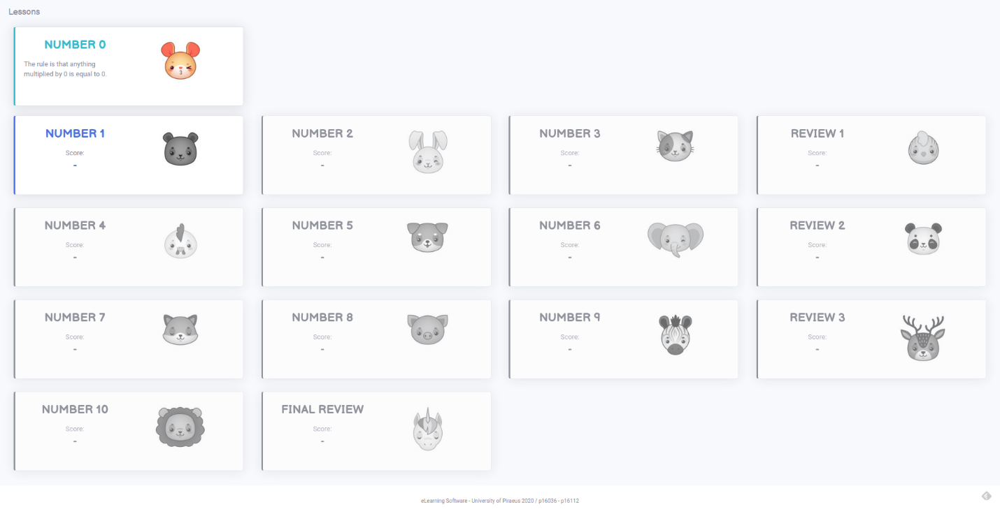 Lessons
NUMBER 0
The rule is that anything
multiplied by 0 is equal to 0.
NUMBER 1
Score:
-
NUMBER 2
Score:
-
NUMBER 3
Score:
-
REVIEW 1
Score:
-
NUMBER 4
Score:
-
NUMBER 5
Score:
-
NUMBER 6
Score:
-
REVIEW 2
Score:
-
NUMBER 7
Score:
-
NUMBER 8
Score:
-
NUMBER 9
Score:
-
REVIEW 3
Score:
-
NUMBER 10
Score:
-
FINAL REVIEW
Score:
-
eLearning Software - University of Piraeus 2020 / p16036 - p16112